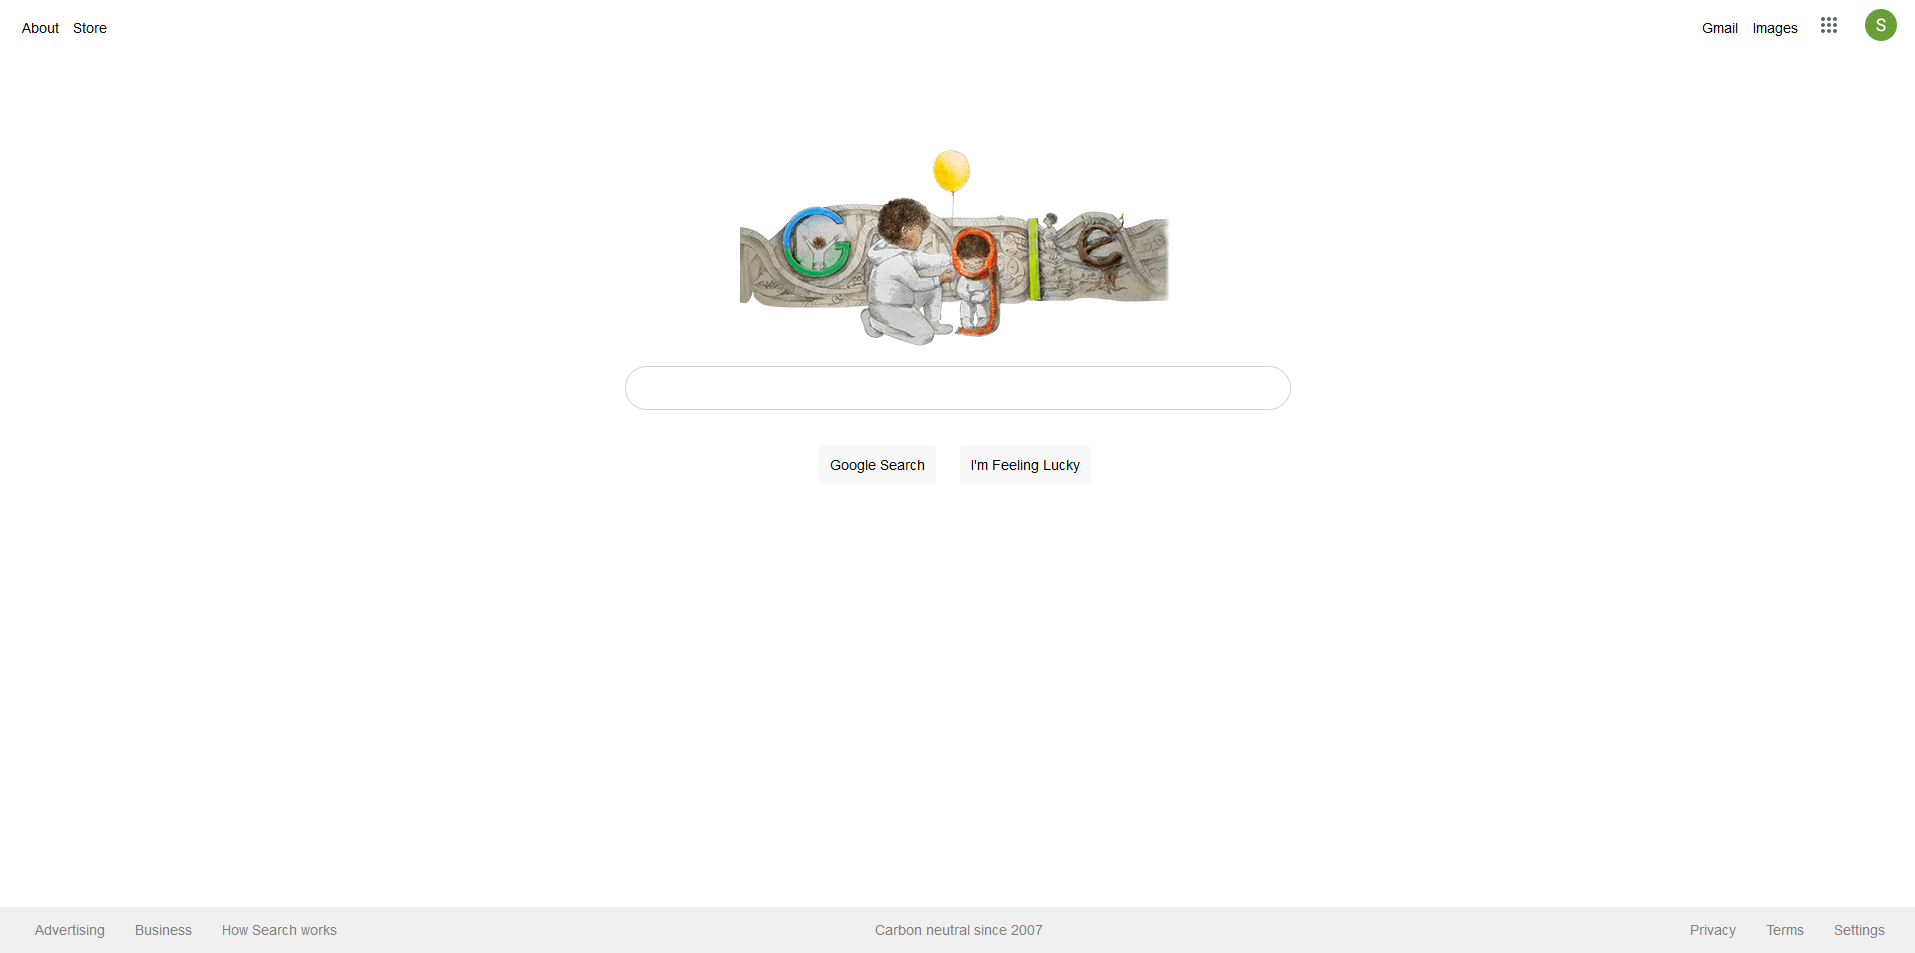 About Store
Gmail Images S
Google Search I'm Feeling Lucky
Advertising Business How Search works Carbon neutral since 2007 Privacy Terms Settings